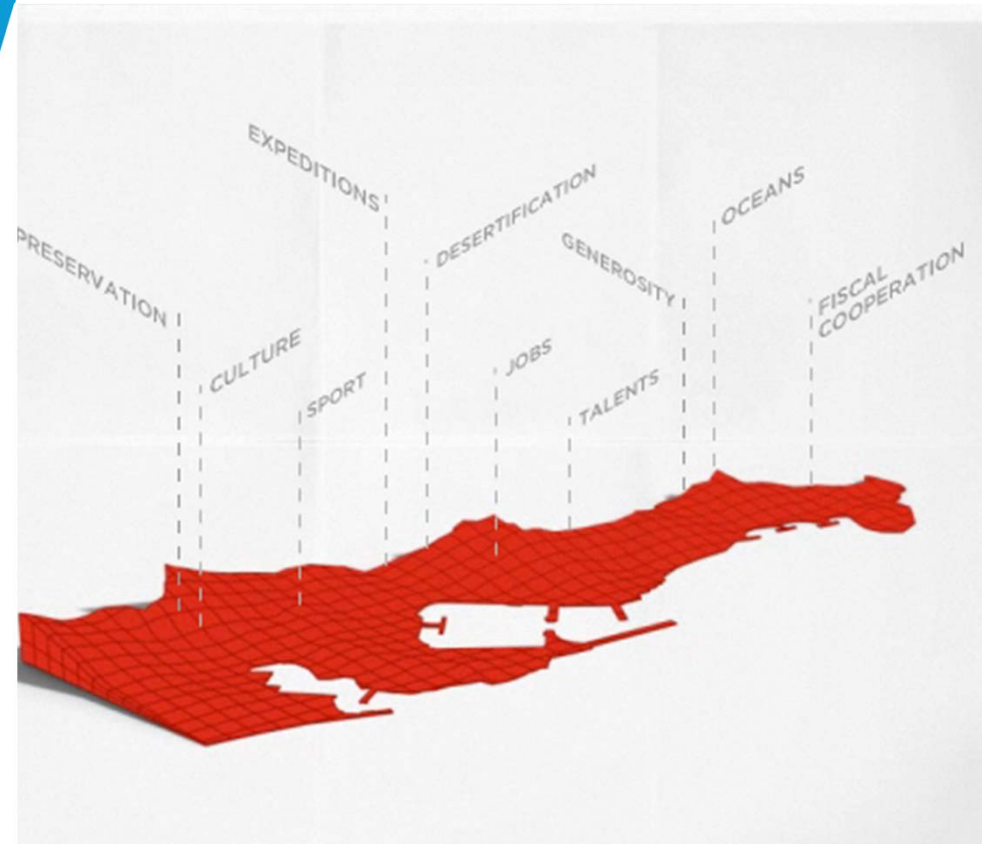 EXPEDITIONS
DESERTIFICATION
OCEANS
PRESERVATION
GENEROSITY
FISCAL
COOPERATION
CULTURE
SPORT
JOBS
TALENTS